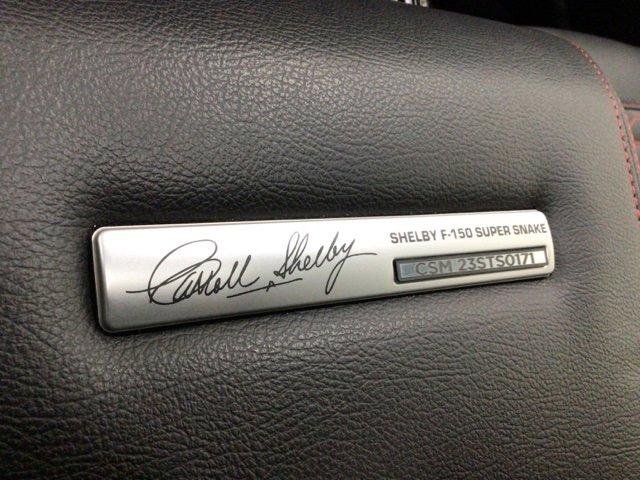 Carroll Shelby
SHELBY F-150 SUPER SNAKE
CSM 23STS0171